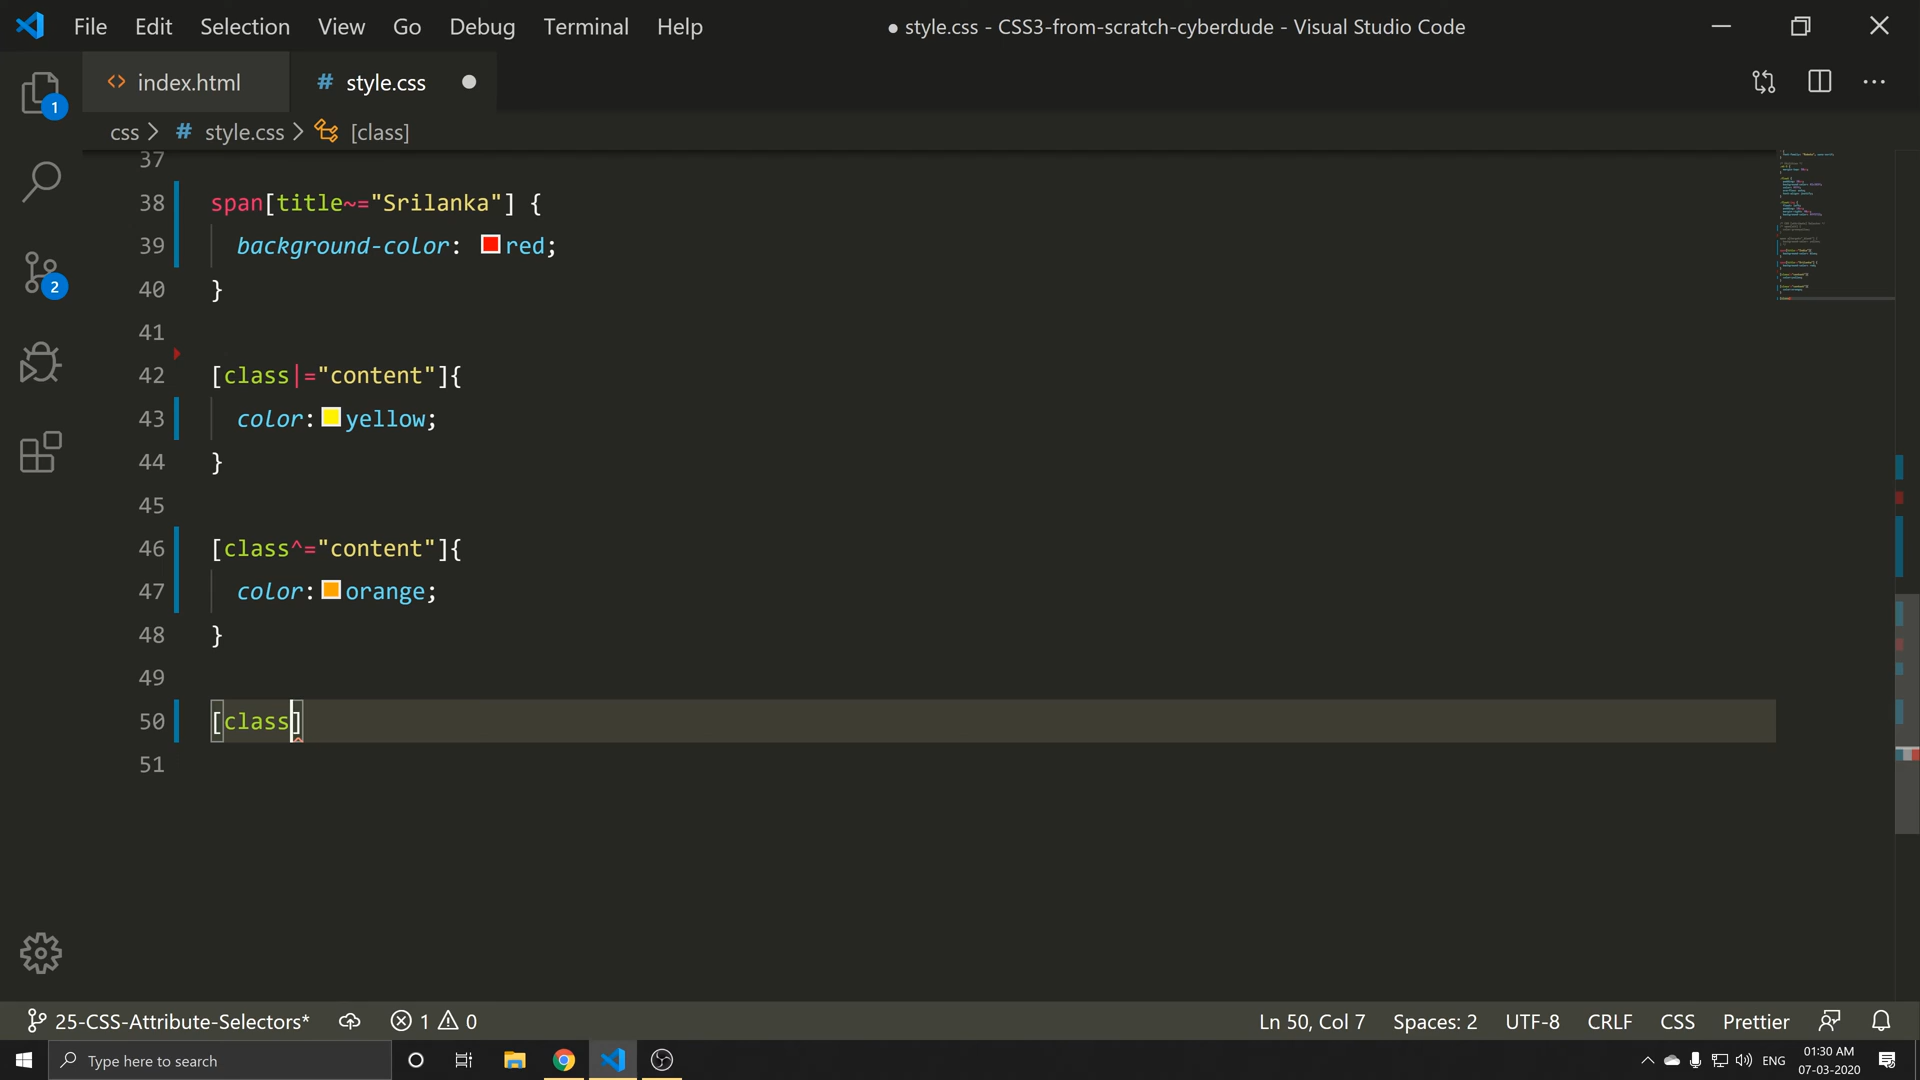 File Edit Selection View Go Debug Terminal Help
● style.css - CSS3-from-scratch-cyberdude - Visual Studio Code
<> index.html # style.css ●
css > # style.css > [class]
37
38 span[title~="Srilanka"] {
39 background-color: red;
40 }
41
42 [class|="content"]{
43 color:yellow;
44 }
45
46 [class^="content"]{
47 color:orange;
48 }
49
50 [class]
51
1
2
25-CSS-Attribute-Selectors* 1 0
Ln 50, Col 7 Spaces: 2 UTF-8 CRLF CSS Prettier
Type here to search
ENG
01:30 AM
07-03-2020